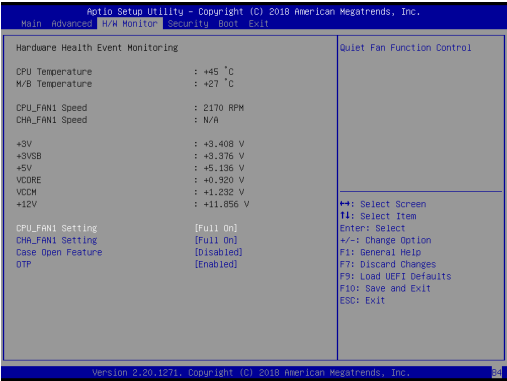 Aptio Setup Utility - Copyright (C) 2018 American Megatrends, Inc.
Main Advanced H/W Monitor Security Boot Exit
Hardware Health Event Monitoring
CPU Temperature : +45 °C
M/B Temperature : +27 °C
CPU_FAN1 Speed : 2170 RPM
CHA_FAN1 Speed : N/A
+3V : +3.408 V
+3VSB : +3.376 V
+5V : +5.136 V
VCORE : +0.920 V
VCCM : +1.232 V
+12V : +11.856 V
CPU_FAN1 Setting [Full On]
CHA_FAN1 Setting [Full On]
Case Open Feature [Disabled]
OTP [Enabled]
Quiet Fan Function Control
↔: Select Screen
↑↓: Select Item
Enter: Select
+/-: Change Option
F1: General Help
F7: Discard Changes
F9: Load UEFI Defaults
F10: Save and Exit
ESC: Exit
Version 2.20.1271. Copyright (C) 2018 American Megatrends, Inc.
B4